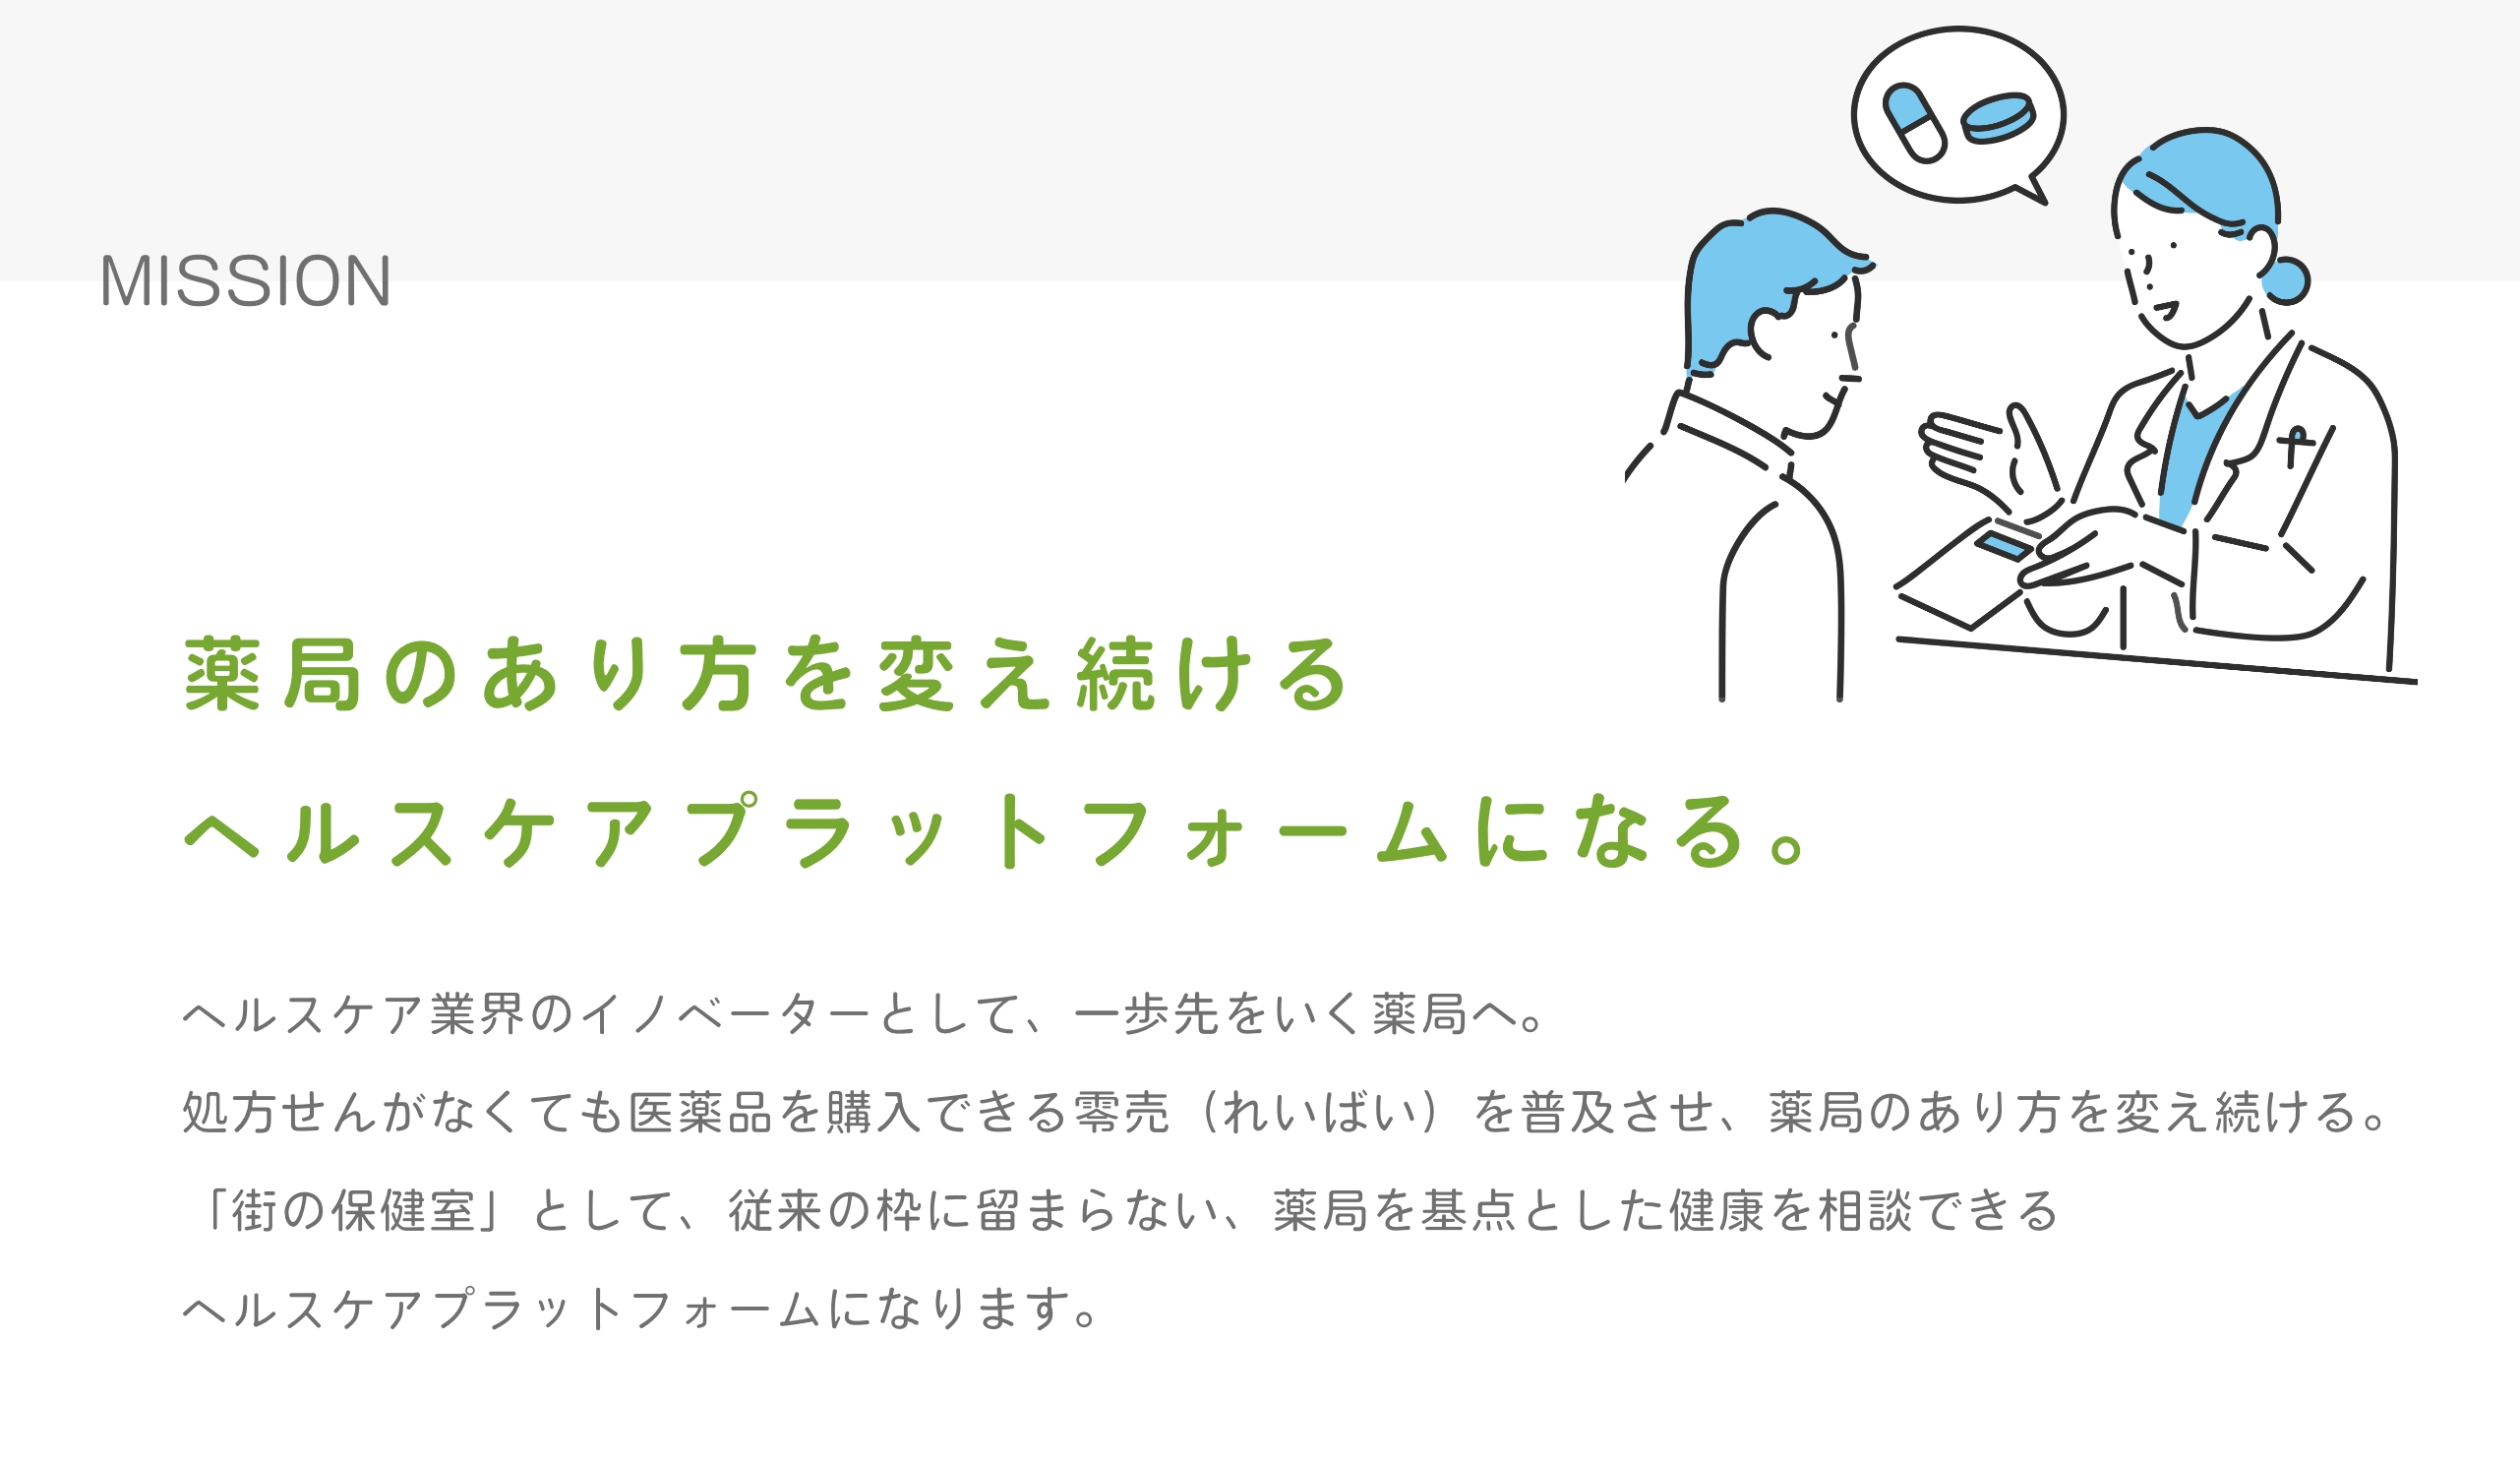 MISSION
薬局のあり方を変え続ける
ヘルスケアプラットフォームになる。
ヘルスケア業界のイノベーターとして、一歩先をいく薬局へ。
処方せんがなくても医薬品を購入できる零売（れいばい）を普及させ、薬局のあり方を変え続ける。
「街の保健室」として、従来の枠に留まらない、薬局を基点とした健康を相談できる
ヘルスケアプラットフォームになります。